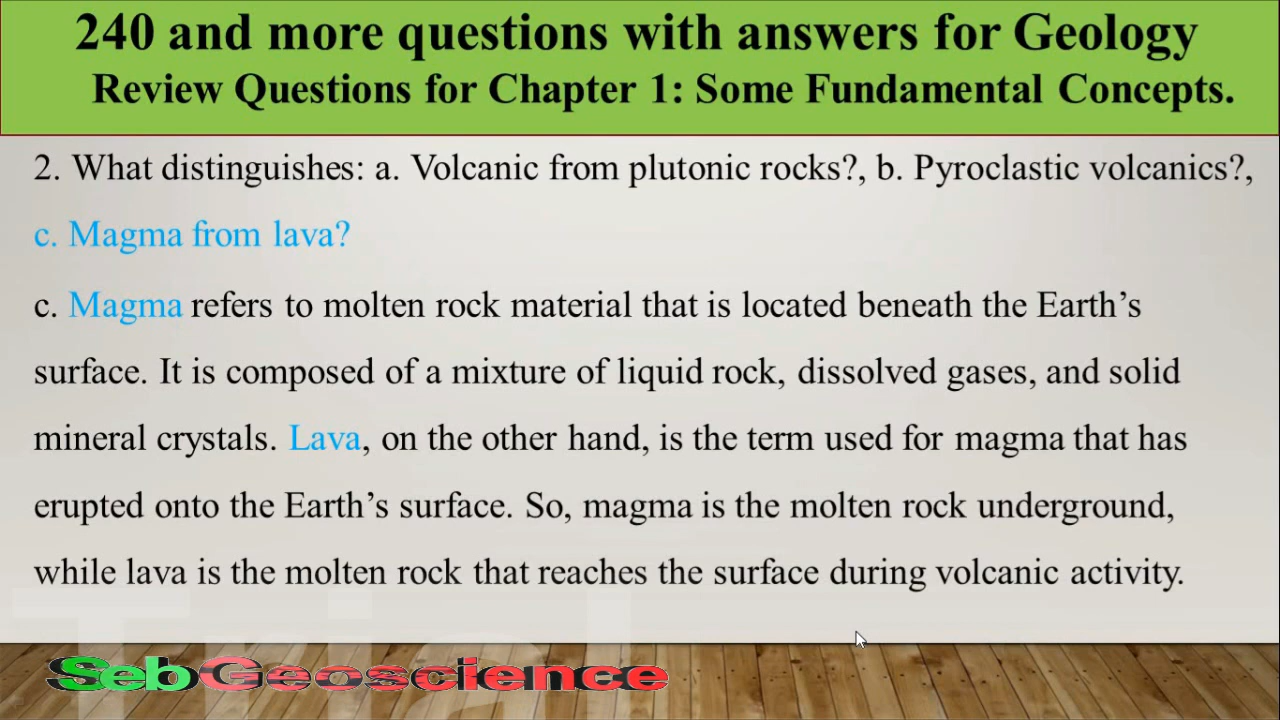 240 and more questions with answers for Geology
Review Questions for Chapter 1: Some Fundamental Concepts.
2. What distinguishes: a. Volcanic from plutonic rocks?, b. Pyroclastic volcanics?,
c. Magma from lava?
c. Magma refers to molten rock material that is located beneath the Earth’s
surface. It is composed of a mixture of liquid rock, dissolved gases, and solid
mineral crystals. Lava, on the other hand, is the term used for magma that has
erupted onto the Earth’s surface. So, magma is the molten rock underground,
while lava is the molten rock that reaches the surface during volcanic activity.
Trial
SebGeoscience